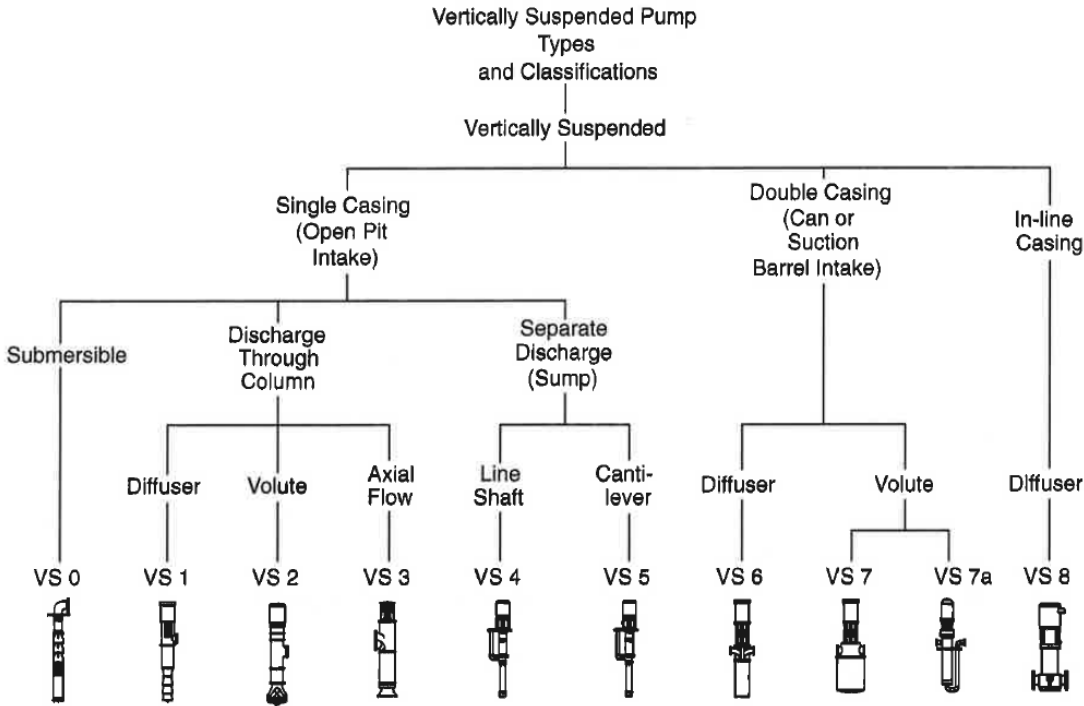 Vertically Suspended Pump
Types
and Classifications
Vertically Suspended
Single Casing
(Open Pit
Intake)
Double Casing
(Can or
Suction
Barrel Intake)
In-line
Casing
Submersible
Discharge
Through
Column
Separate
Discharge
(Sump)
Diffuser
Volute
Axial
Flow
Line
Shaft
Canti-
lever
Diffuser
Volute
Diffuser
VS 0
VS 1
VS 2
VS 3
VS 4
VS 5
VS 6
VS 7
VS 7a
VS 8